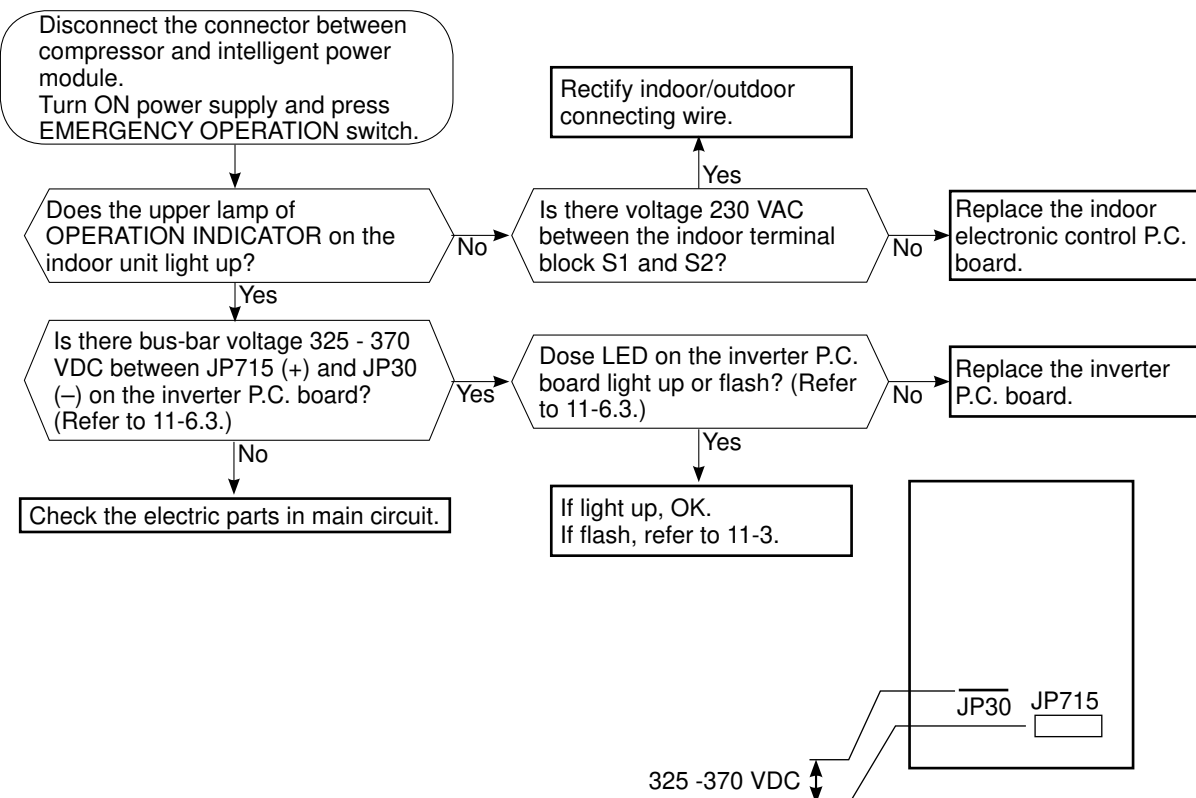 Disconnect the connector between
compressor and intelligent power
module.
Turn ON power supply and press
EMERGENCY OPERATION switch.
Rectify indoor/outdoor
connecting wire.
Yes
Does the upper lamp of
OPERATION INDICATOR on the
indoor unit light up?
No
Is there voltage 230 VAC
between the indoor terminal
block S1 and S2?
No
Replace the indoor
electronic control P.C.
board.
Yes
Is there bus-bar voltage 325 - 370
VDC between JP715 (+) and JP30
(–) on the inverter P.C. board?
(Refer to 11-6.3.)
Yes
Dose LED on the inverter P.C.
board light up or flash? (Refer
to 11-6.3.)
No
Replace the inverter
P.C. board.
No
Yes
Check the electric parts in main circuit.
If light up, OK.
If flash, refer to 11-3.
JP30
JP715
325 -370 VDC